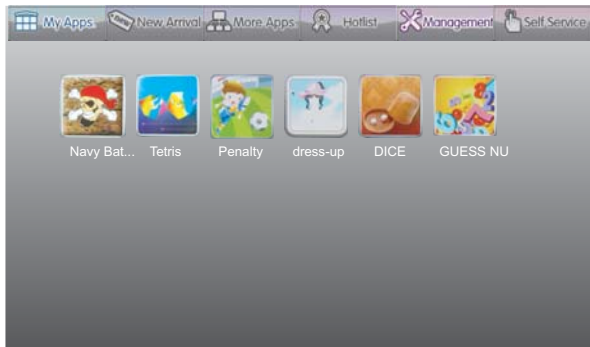 My Apps new New Arrival More Apps Hotlist Management Self Service
Navy Bat... Tetris Penalty dress-up DICE GUESS NU